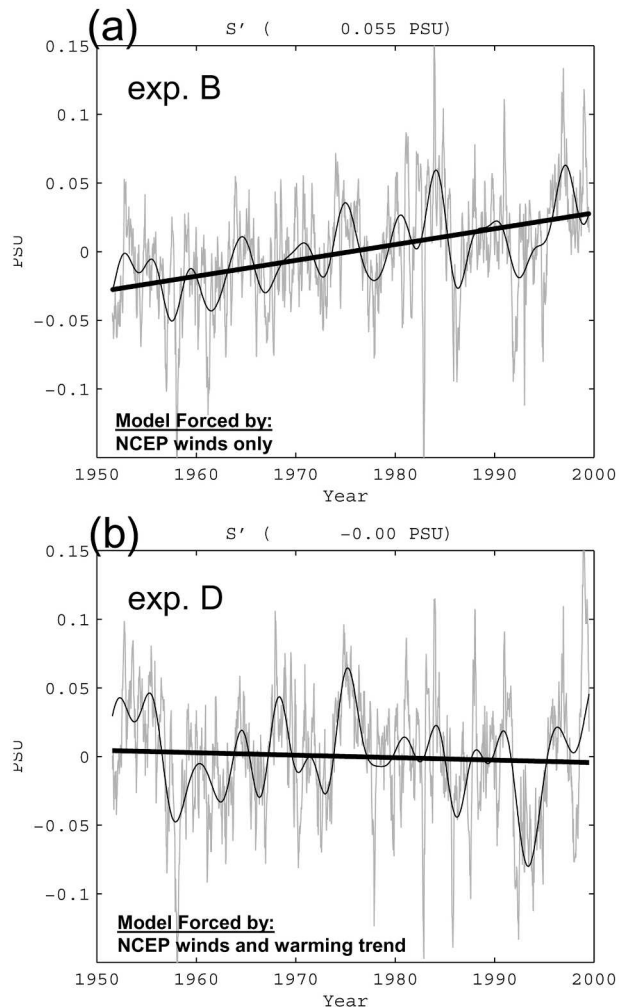 (a)
S' ( 0.055 PSU)
0.15
exp. B
0.1
0.05
0
PSU
-0.05
-0.1
Model Forced by:
NCEP winds only
1950 1960 1970 1980 1990 2000
Year
(b)
S' ( -0.00 PSU)
0.15
exp. D
0.1
0.05
0
PSU
-0.05
-0.1
Model Forced by:
NCEP winds and warming trend
1950 1960 1970 1980 1990 2000
Year